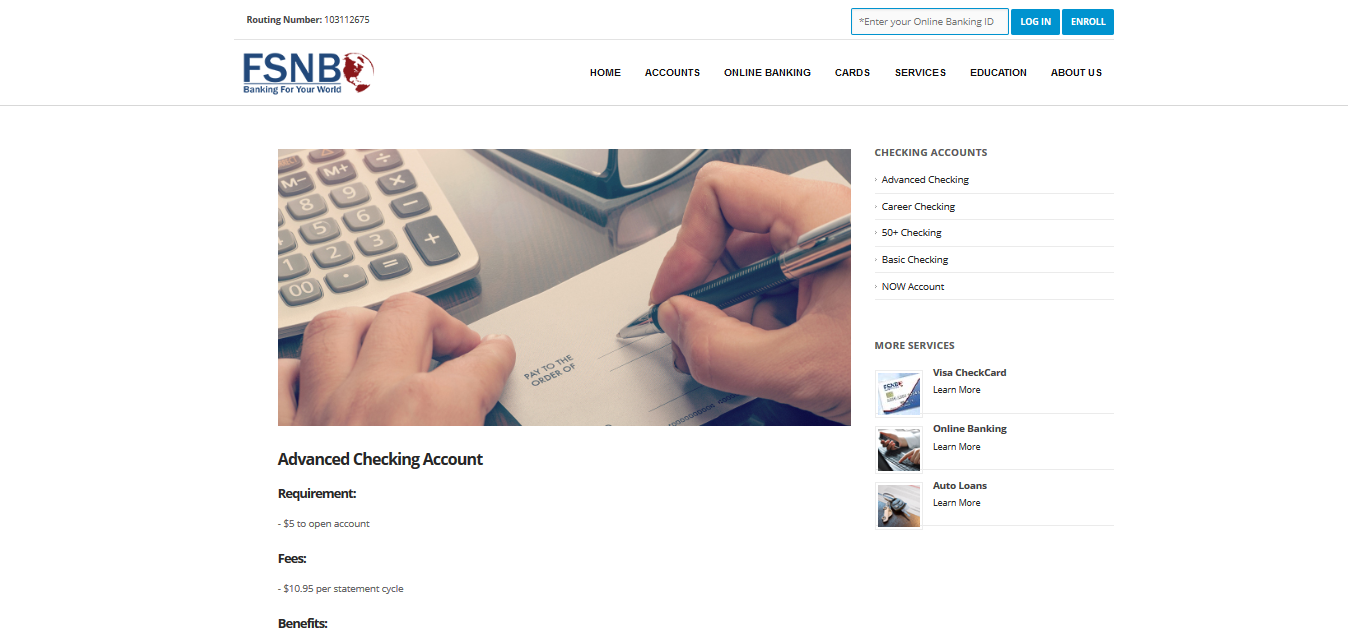 Routing Number: 103112675
*Enter your Online Banking ID
LOG IN
ENROLL
FSNB
Banking For Your World
HOME
ACCOUNTS
ONLINE BANKING
CARDS
SERVICES
EDUCATION
ABOUT US
M–
M+
÷
8
9
×
5
6
–
1
2
3
+
00
·
=
PAY TO THE
ORDER OF
Advanced Checking Account
Requirement:
- $5 to open account
Fees:
- $10.95 per statement cycle
Benefits:
CHECKING ACCOUNTS
Advanced Checking
Career Checking
50+ Checking
Basic Checking
NOW Account
MORE SERVICES
FSNB
Visa CheckCard
Learn More
Online Banking
Learn More
Auto Loans
Learn More